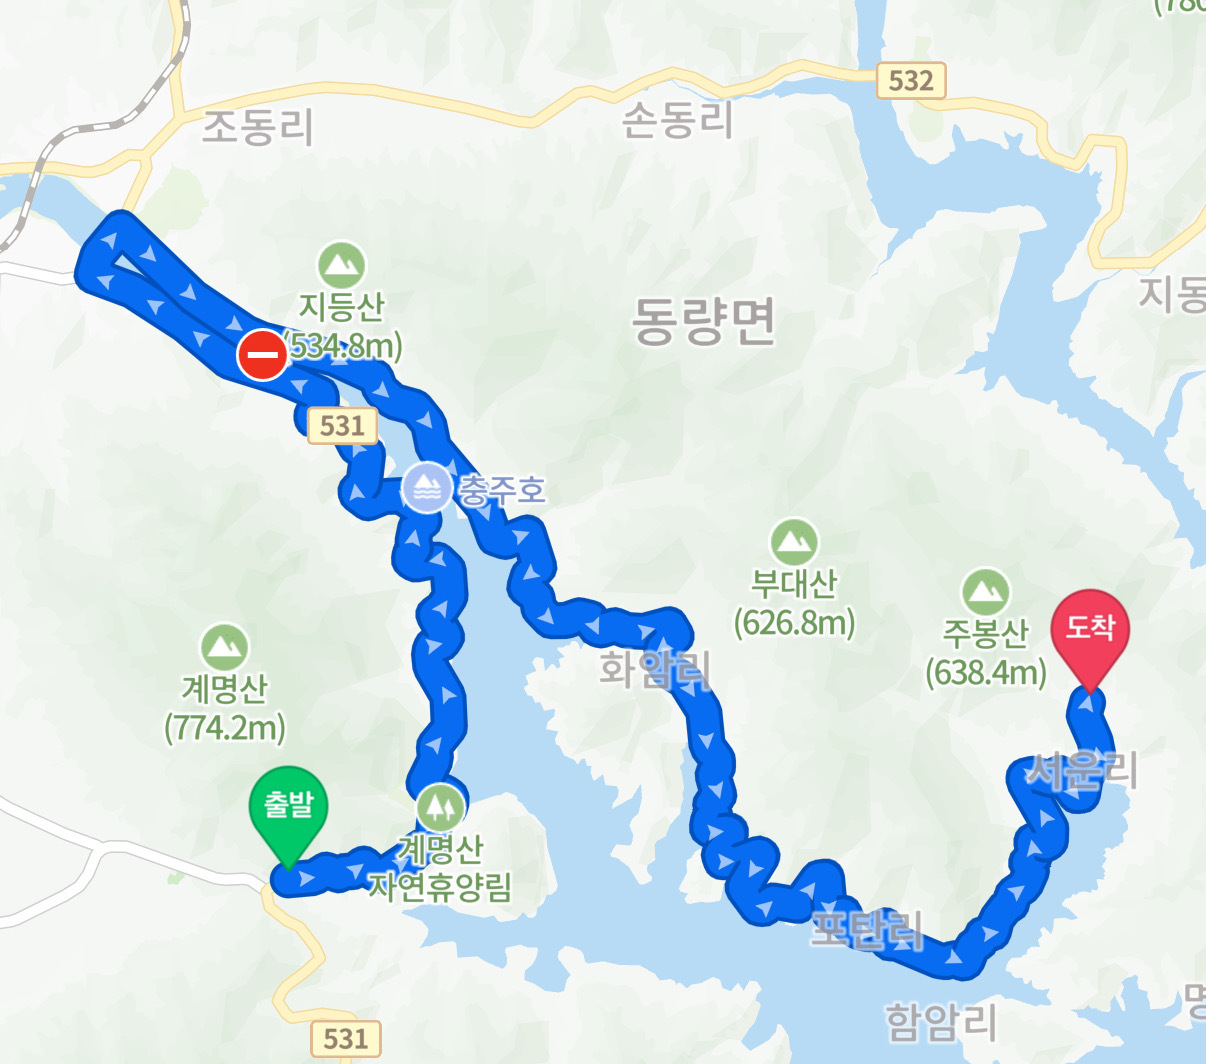 (780
532
조동리
손동리
지등산
(534.8m)
지동
동량면
531
충주호
부대산
(626.8m)
주봉산
(638.4m)
도착
계명산
(774.2m)
화암리
서운리
출발
계명산
자연휴양림
포탄리
함암리
명
531